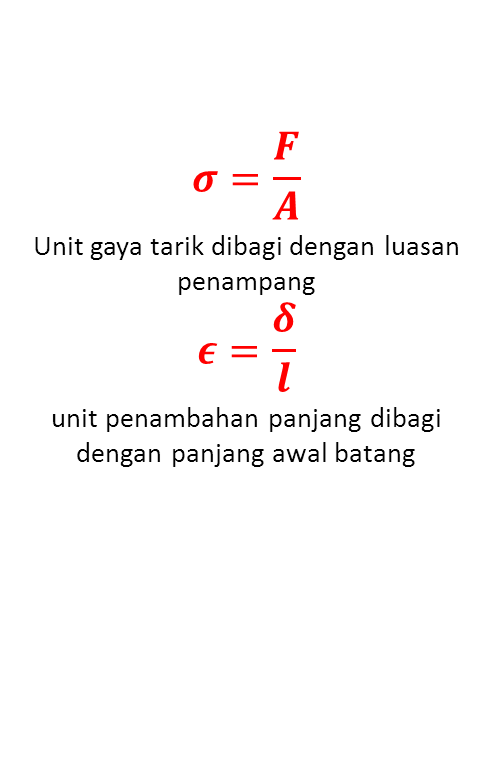 σ = F/A
Unit gaya tarik dibagi dengan luasan
penampang
ϵ = δ/l
unit penambahan panjang dibagi
dengan panjang awal batang